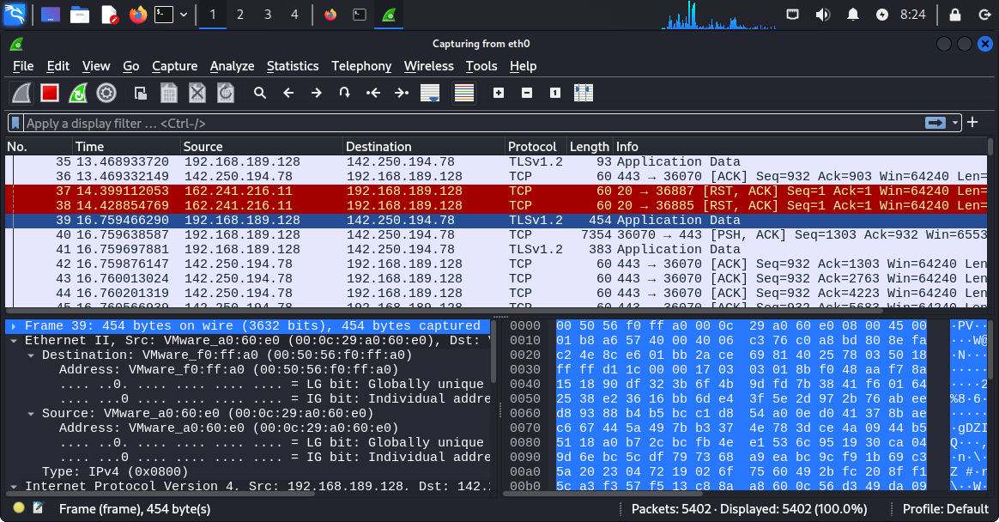 1 2 3 4 8:24
Capturing from eth0
File Edit View Go Capture Analyze Statistics Telephony Wireless Tools Help
Apply a display filter … <Ctrl-/>
No. Time Source Destination Protocol Length Info
35 13.468933720 192.168.189.128 142.250.194.78 TLSv1.2 93 Application Data
36 13.469332149 142.250.194.78 192.168.189.128 TCP 60 443 → 36070 [ACK] Seq=932 Ack=903 Win=64240 Len=
37 14.399112053 162.241.216.11 192.168.189.128 TCP 60 20 → 36887 [RST, ACK] Seq=1 Ack=1 Win=64240 Len=
38 14.428854769 162.241.216.11 192.168.189.128 TCP 60 20 → 36885 [RST, ACK] Seq=1 Ack=1 Win=64240 Len=
39 16.759466290 192.168.189.128 142.250.194.78 TLSv1.2 454 Application Data
40 16.759638587 192.168.189.128 142.250.194.78 TCP 7354 36070 → 443 [PSH, ACK] Seq=1303 Ack=932 Win=6553
41 16.759697881 192.168.189.128 142.250.194.78 TLSv1.2 383 Application Data
42 16.759876147 142.250.194.78 192.168.189.128 TCP 60 443 → 36070 [ACK] Seq=932 Ack=1303 Win=64240 Len
43 16.760013024 142.250.194.78 192.168.189.128 TCP 60 443 → 36070 [ACK] Seq=932 Ack=2763 Win=64240 Len
44 16.760201319 142.250.194.78 192.168.189.128 TCP 60 443 → 36070 [ACK] Seq=932 Ack=4223 Win=64240 Len
45 16.760566939 142.250.194.78 192.168.189.128 TCP 60 443 → 36070 [ACK] Seq=932 Ack=5683 Win=64240 Len
Frame 39: 454 bytes on wire (3632 bits), 454 bytes captured
Ethernet II, Src: VMware_a0:60:e0 (00:0c:29:a0:60:e0), Dst: V
Destination: VMware_f0:ff:a0 (00:50:56:f0:ff:a0)
Address: VMware_f0:ff:a0 (00:50:56:f0:ff:a0)
.... ..0. .... .... .... .... = LG bit: Globally unique
.... ...0 .... .... .... .... = IG bit: Individual addre
Source: VMware_a0:60:e0 (00:0c:29:a0:60:e0)
Address: VMware_a0:60:e0 (00:0c:29:a0:60:e0)
.... ..0. .... .... .... .... = LG bit: Globally unique
.... ...0 .... .... .... .... = IG bit: Individual addre
Type: IPv4 (0x0800)
Internet Protocol Version 4, Src: 192.168.189.128, Dst: 142.
0000 00 50 56 f0 ff a0 00 0c 29 a0 60 e0 08 00 45 00 ·PV··
0010 01 b8 a6 57 40 00 40 06 c3 76 c0 a8 bd 80 8e fa ···W@
0020 c2 4e 8c e6 01 bb 2a ce 69 81 40 25 78 03 50 18 ·N···
0030 ff ff d1 1c 00 00 17 03 03 01 8b f0 48 aa f7 8a ·····
0040 15 18 90 df 32 3b 6f 4b 9d fd 7b 38 41 f6 01 64 ····2
0050 25 38 e2 36 16 bb 6d e4 3f 5e 2d 97 2b 76 ab ee %8·6·
0060 d8 93 88 b4 b5 bc c1 d8 54 a0 0e d0 41 37 8b ae ·····
0070 c6 67 44 5a 49 7b b3 37 4e 78 3d ce 4a 09 44 b5 ·gDZI
0080 51 18 a0 b7 2c bc fb 4e e1 53 6c 95 19 30 ca 04 Q···,
0090 9d 6e bc 5c df 79 73 68 a9 ea bc 9c f9 1b 69 c3 ·n·\·
00a0 5a 20 23 04 72 19 02 6f 75 60 49 2b fc 20 8f f1 Z #·r
00b0 5c a3 f3 57 f5 13 c8 8a a8 60 0c 56 d3 49 da 09 \··W·
Frame (frame), 454 byte(s) Packets: 5402 · Displayed: 5402 (100.0%) Profile: Default